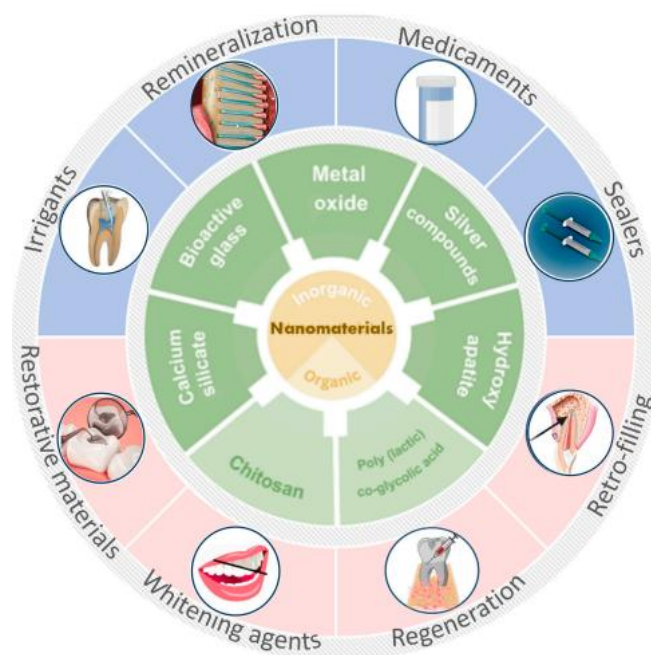 Remineralization
Medicaments
Irrigants
Sealers
Restorative materials
Retro-filling
Whitening agents
Regeneration
Metal
oxide
Bioactive
glass
Silver
compounds
Calcium
silicate
Hydroxy
apatite
Chitosan
Poly (lactic)
co-glycolic acid
Inorganic
Nanomaterials
Organic